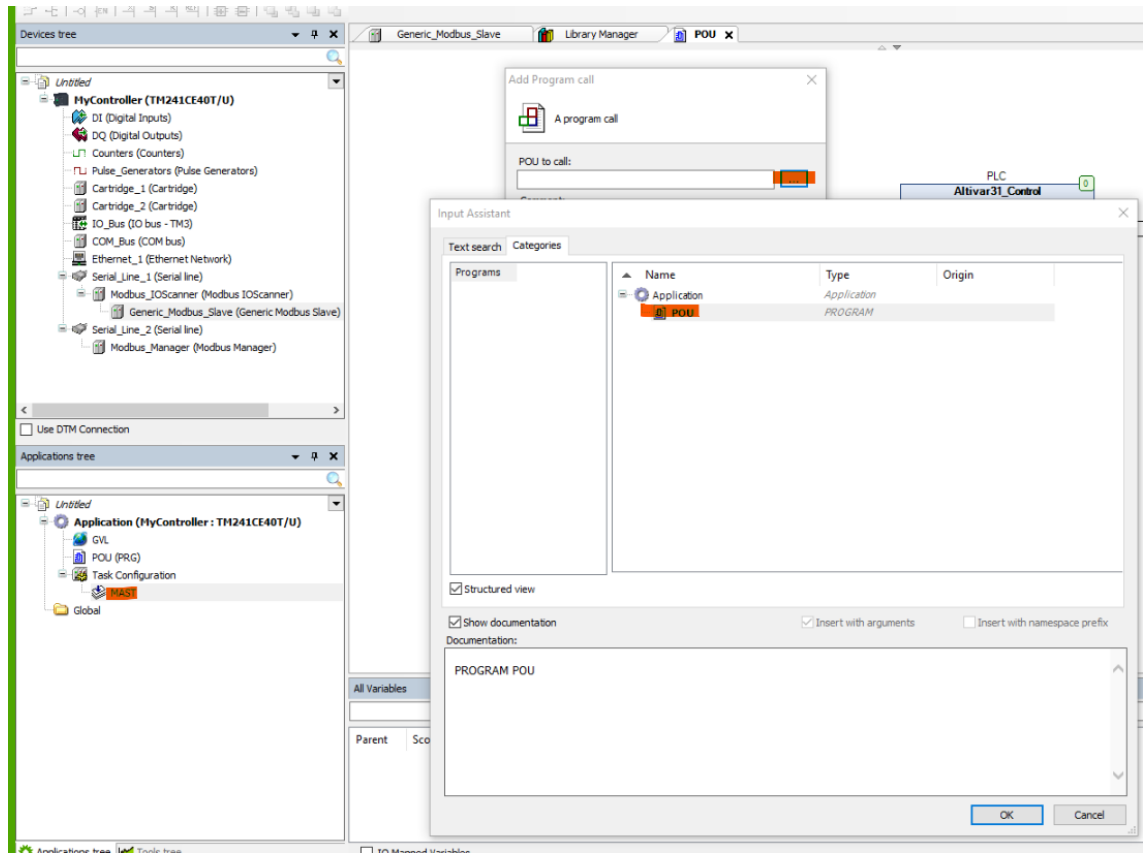 Devices tree
Untitled
MyController (TM241CE40T/U)
DI (Digital Inputs)
DQ (Digital Outputs)
Counters (Counters)
Pulse_Generators (Pulse Generators)
Cartridge_1 (Cartridge)
Cartridge_2 (Cartridge)
IO_Bus (IO bus - TM3)
COM_Bus (COM bus)
Ethernet_1 (Ethernet Network)
Serial_Line_1 (Serial line)
Modbus_IOScanner (Modbus IOScanner)
Generic_Modbus_Slave (Generic Modbus Slave)
Serial_Line_2 (Serial line)
Modbus_Manager (Modbus Manager)
Use DTM Connection
Applications tree
Untitled
Application (MyController : TM241CE40T/U)
GVL
POU (PRG)
Task Configuration
MAST
Global
Applications tree Tools tree
Generic_Modbus_Slave Library Manager POU
Add Program call
A program call
POU to call:
...
Comment:
PLC
0
Altivar31_Control
Input Assistant
Text search Categories
Programs
Name Type Origin
Application Application
POU PROGRAM
Structured view
Show documentation Insert with arguments Insert with namespace prefix
Documentation:
PROGRAM POU
OK Cancel
All Variables
Parent Sco
IO Mapped Variables